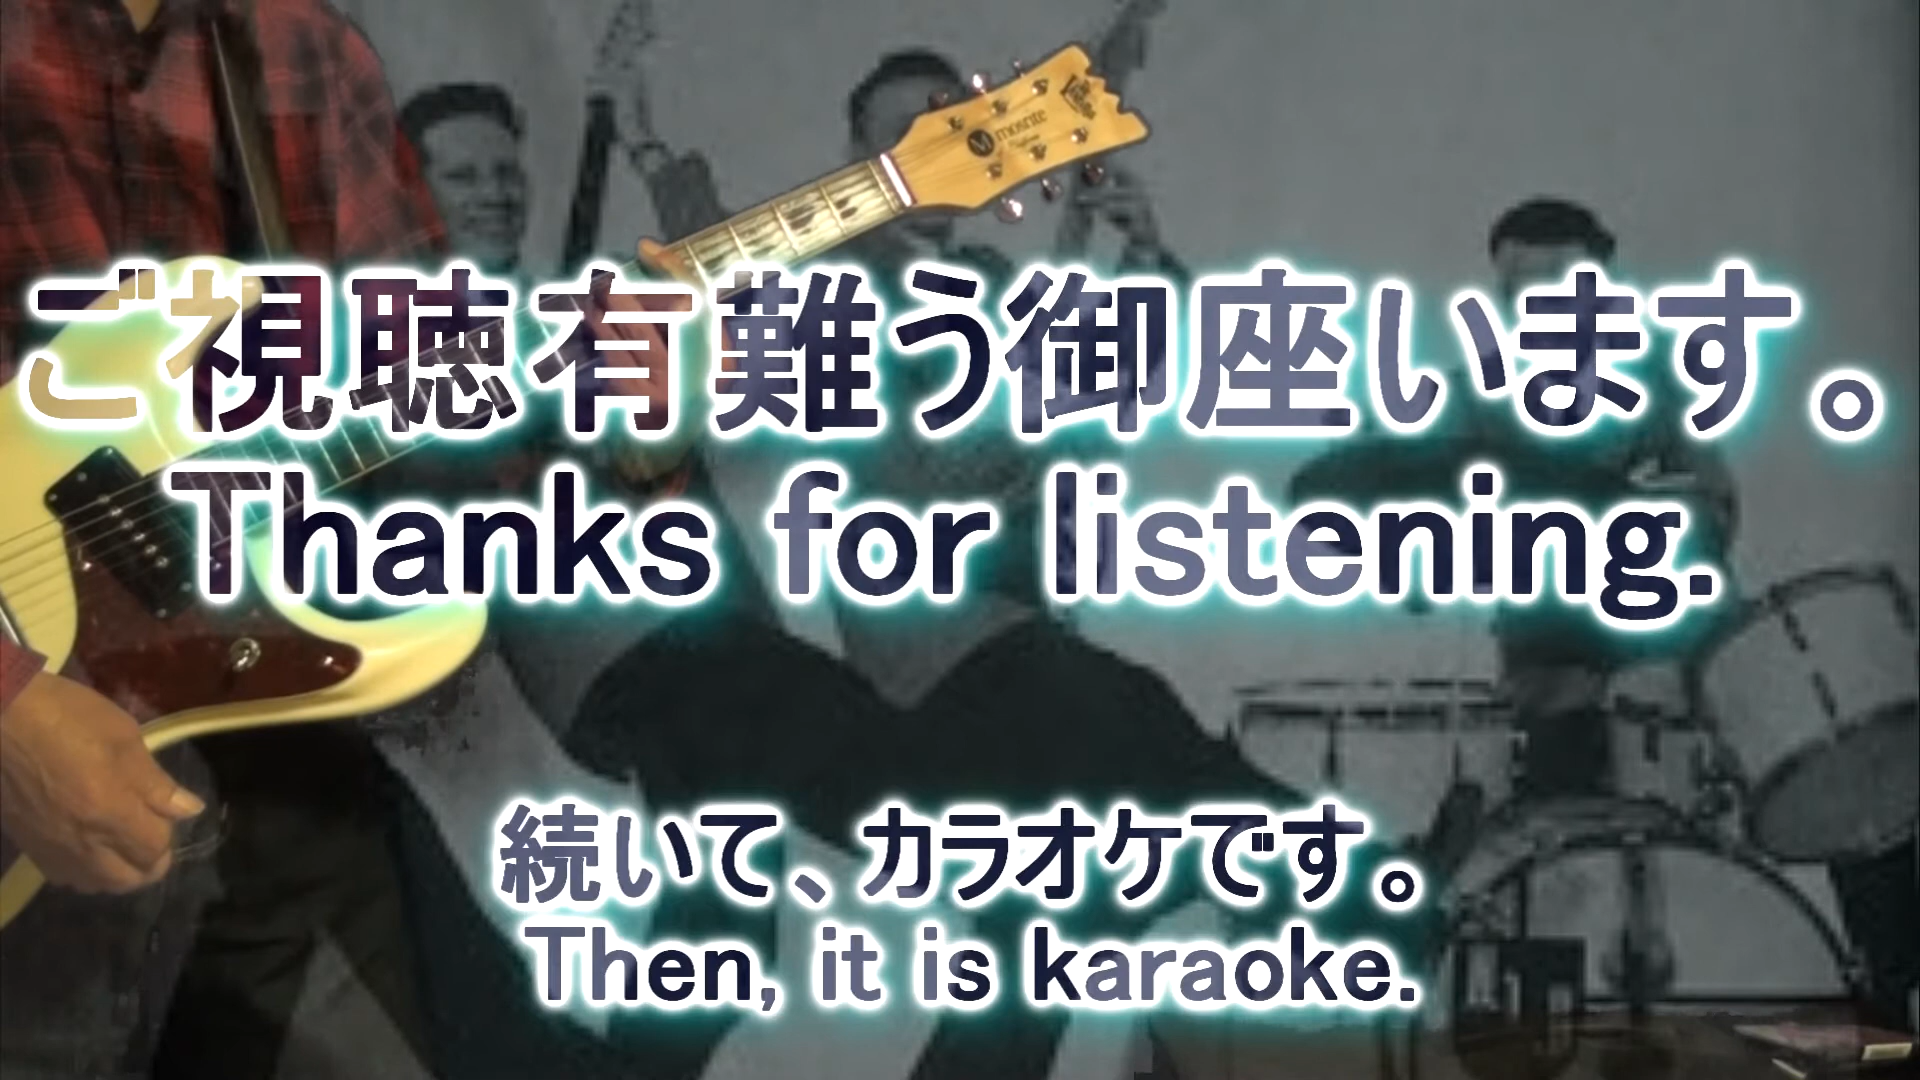 mosrite
ご視聴有難う御座います。
Thanks for listening.
続いて、カラオケです。
Then, it is karaoke.